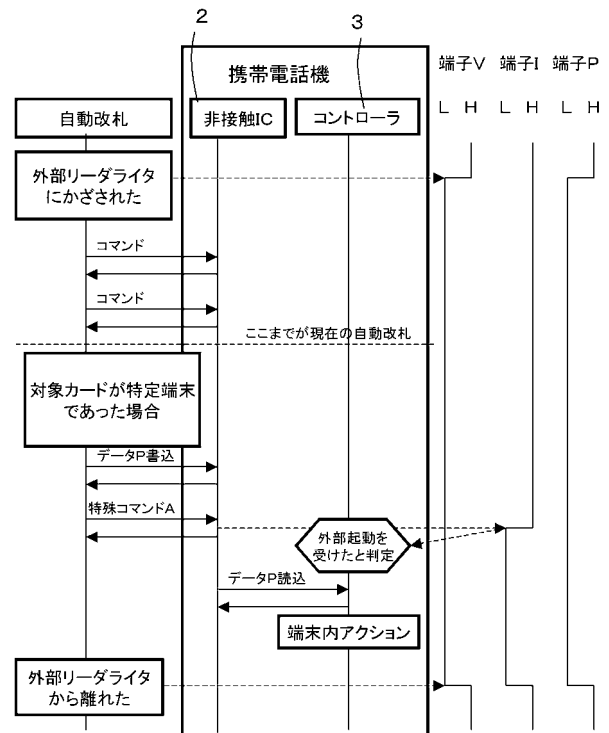 2
3
携帯電話機
端子V
端子I
端子P
自動改札
非接触IC
コントローラ
L H
L H
L H
外部リーダライタ
にかざされた
コマンド
コマンド
ここまでが現在の自動改札
対象カードが特定端末
であった場合
データP書込
特殊コマンドA
外部起動を
受けたと判定
データP読込
端末内アクション
外部リーダライタ
から離れた